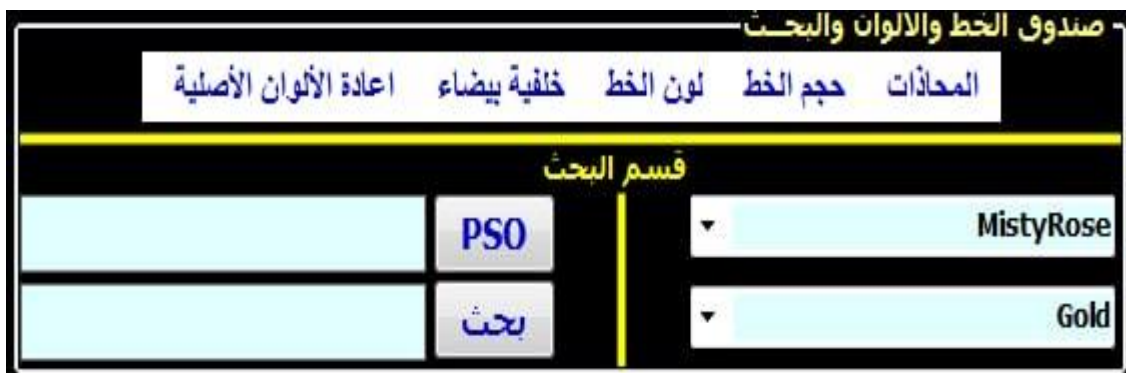 صندوق الخط والالوان والبحــث
المحاذات حجم الخط لون الخط خلفية بيضاء اعادة الألوان الأصلية
قسم البحث
MistyRose PSO
Gold بحث